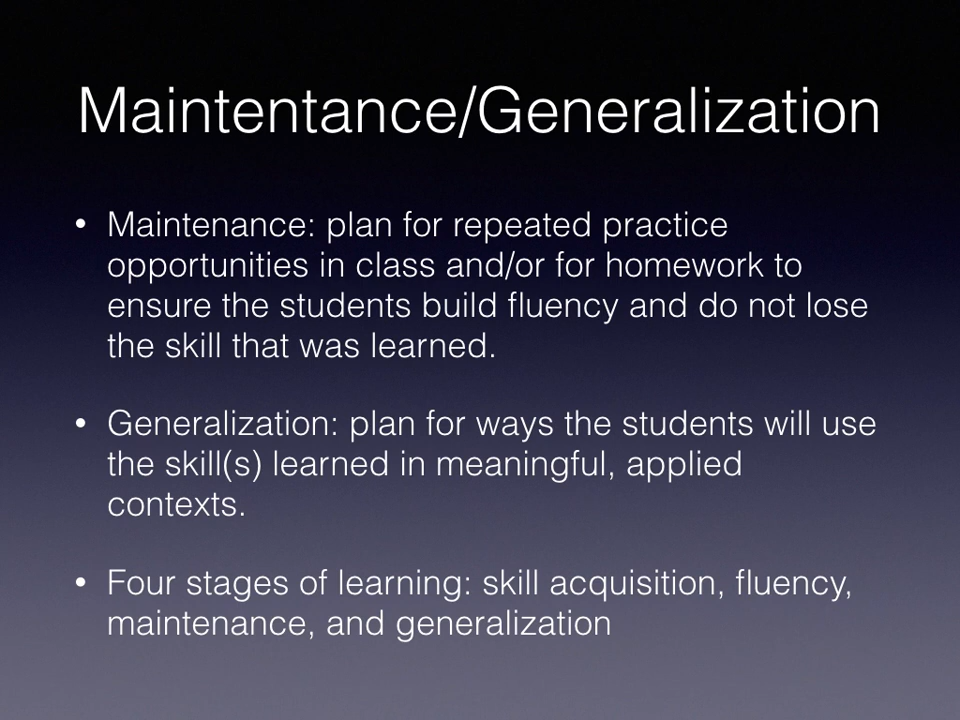 Maintentance/Generalization
• Maintenance: plan for repeated practice
opportunities in class and/or for homework to
ensure the students build fluency and do not lose
the skill that was learned.
• Generalization: plan for ways the students will use
the skill(s) learned in meaningful, applied
contexts.
• Four stages of learning: skill acquisition, fluency,
maintenance, and generalization